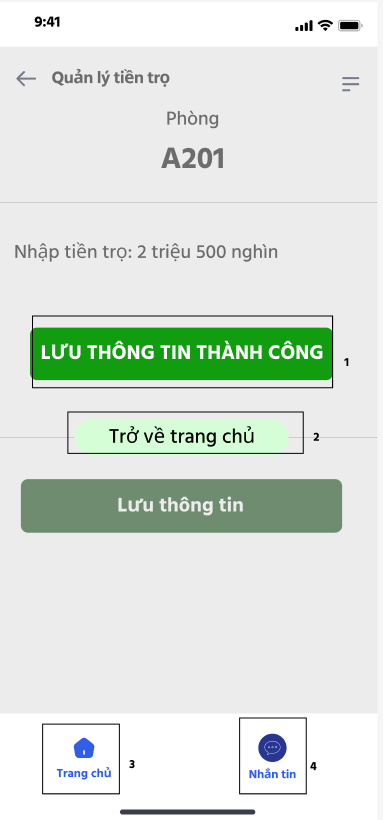 9:41
Quản lý tiền trọ
Phòng
A201
Nhập tiền trọ: 2 triệu 500 nghìn
LƯU THÔNG TIN THÀNH CÔNG
1
Trở về trang chủ
2
Lưu thông tin
Trang chủ
3
Nhắn tin
4